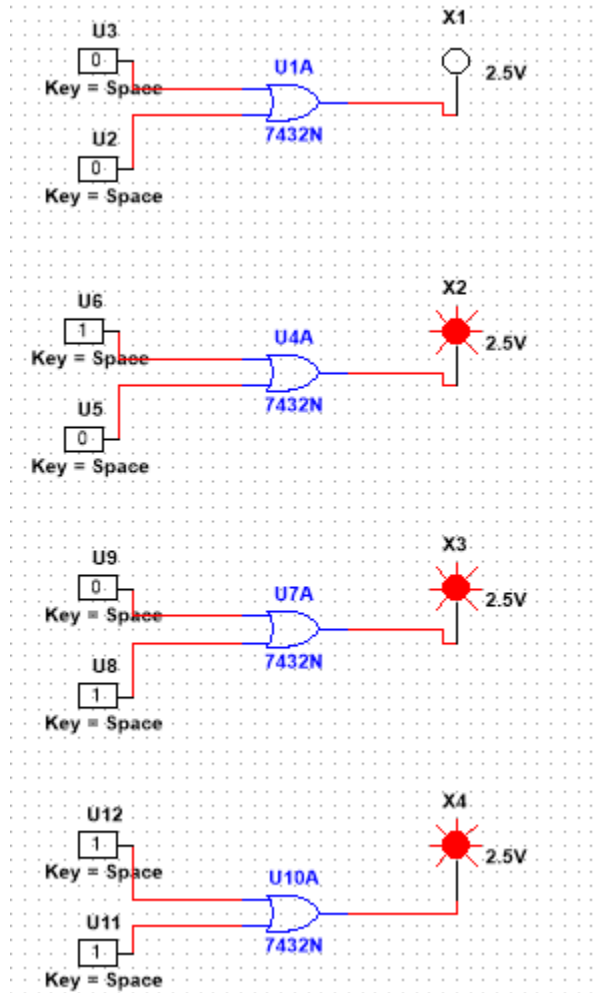 X1
U3
0
U1A
2.5V
Key = Space
7432N
U2
0
Key = Space
X2
U6
1
U4A
2.5V
Key = Space
7432N
U5
0
Key = Space
X3
U9
0
U7A
2.5V
Key = Space
7432N
U8
1
Key = Space
X4
U12
1
U10A
2.5V
Key = Space
7432N
U11
1
Key = Space